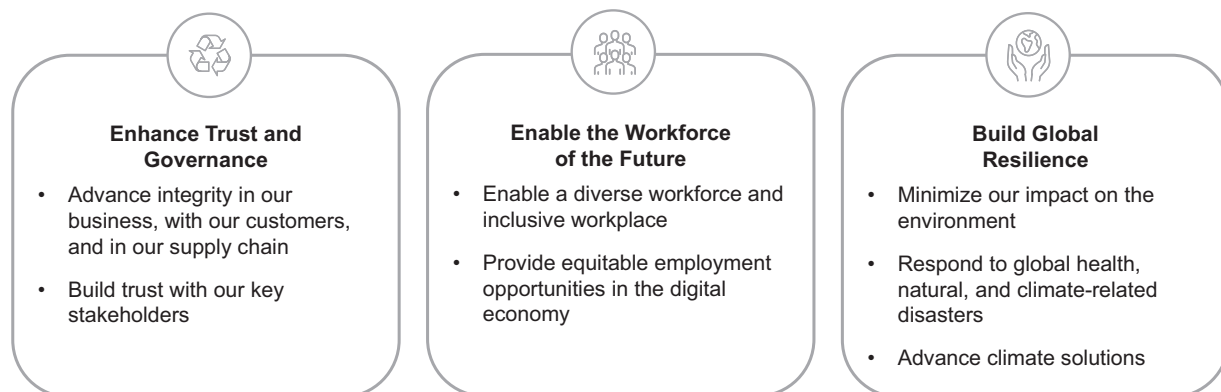 Enhance Trust and
Governance
• Advance integrity in our
business, with our customers,
and in our supply chain
• Build trust with our key
stakeholders
Enable the Workforce
of the Future
• Enable a diverse workforce and
inclusive workplace
• Provide equitable employment
opportunities in the digital
economy
Build Global
Resilience
• Minimize our impact on the
environment
• Respond to global health,
natural, and climate-related
disasters
• Advance climate solutions